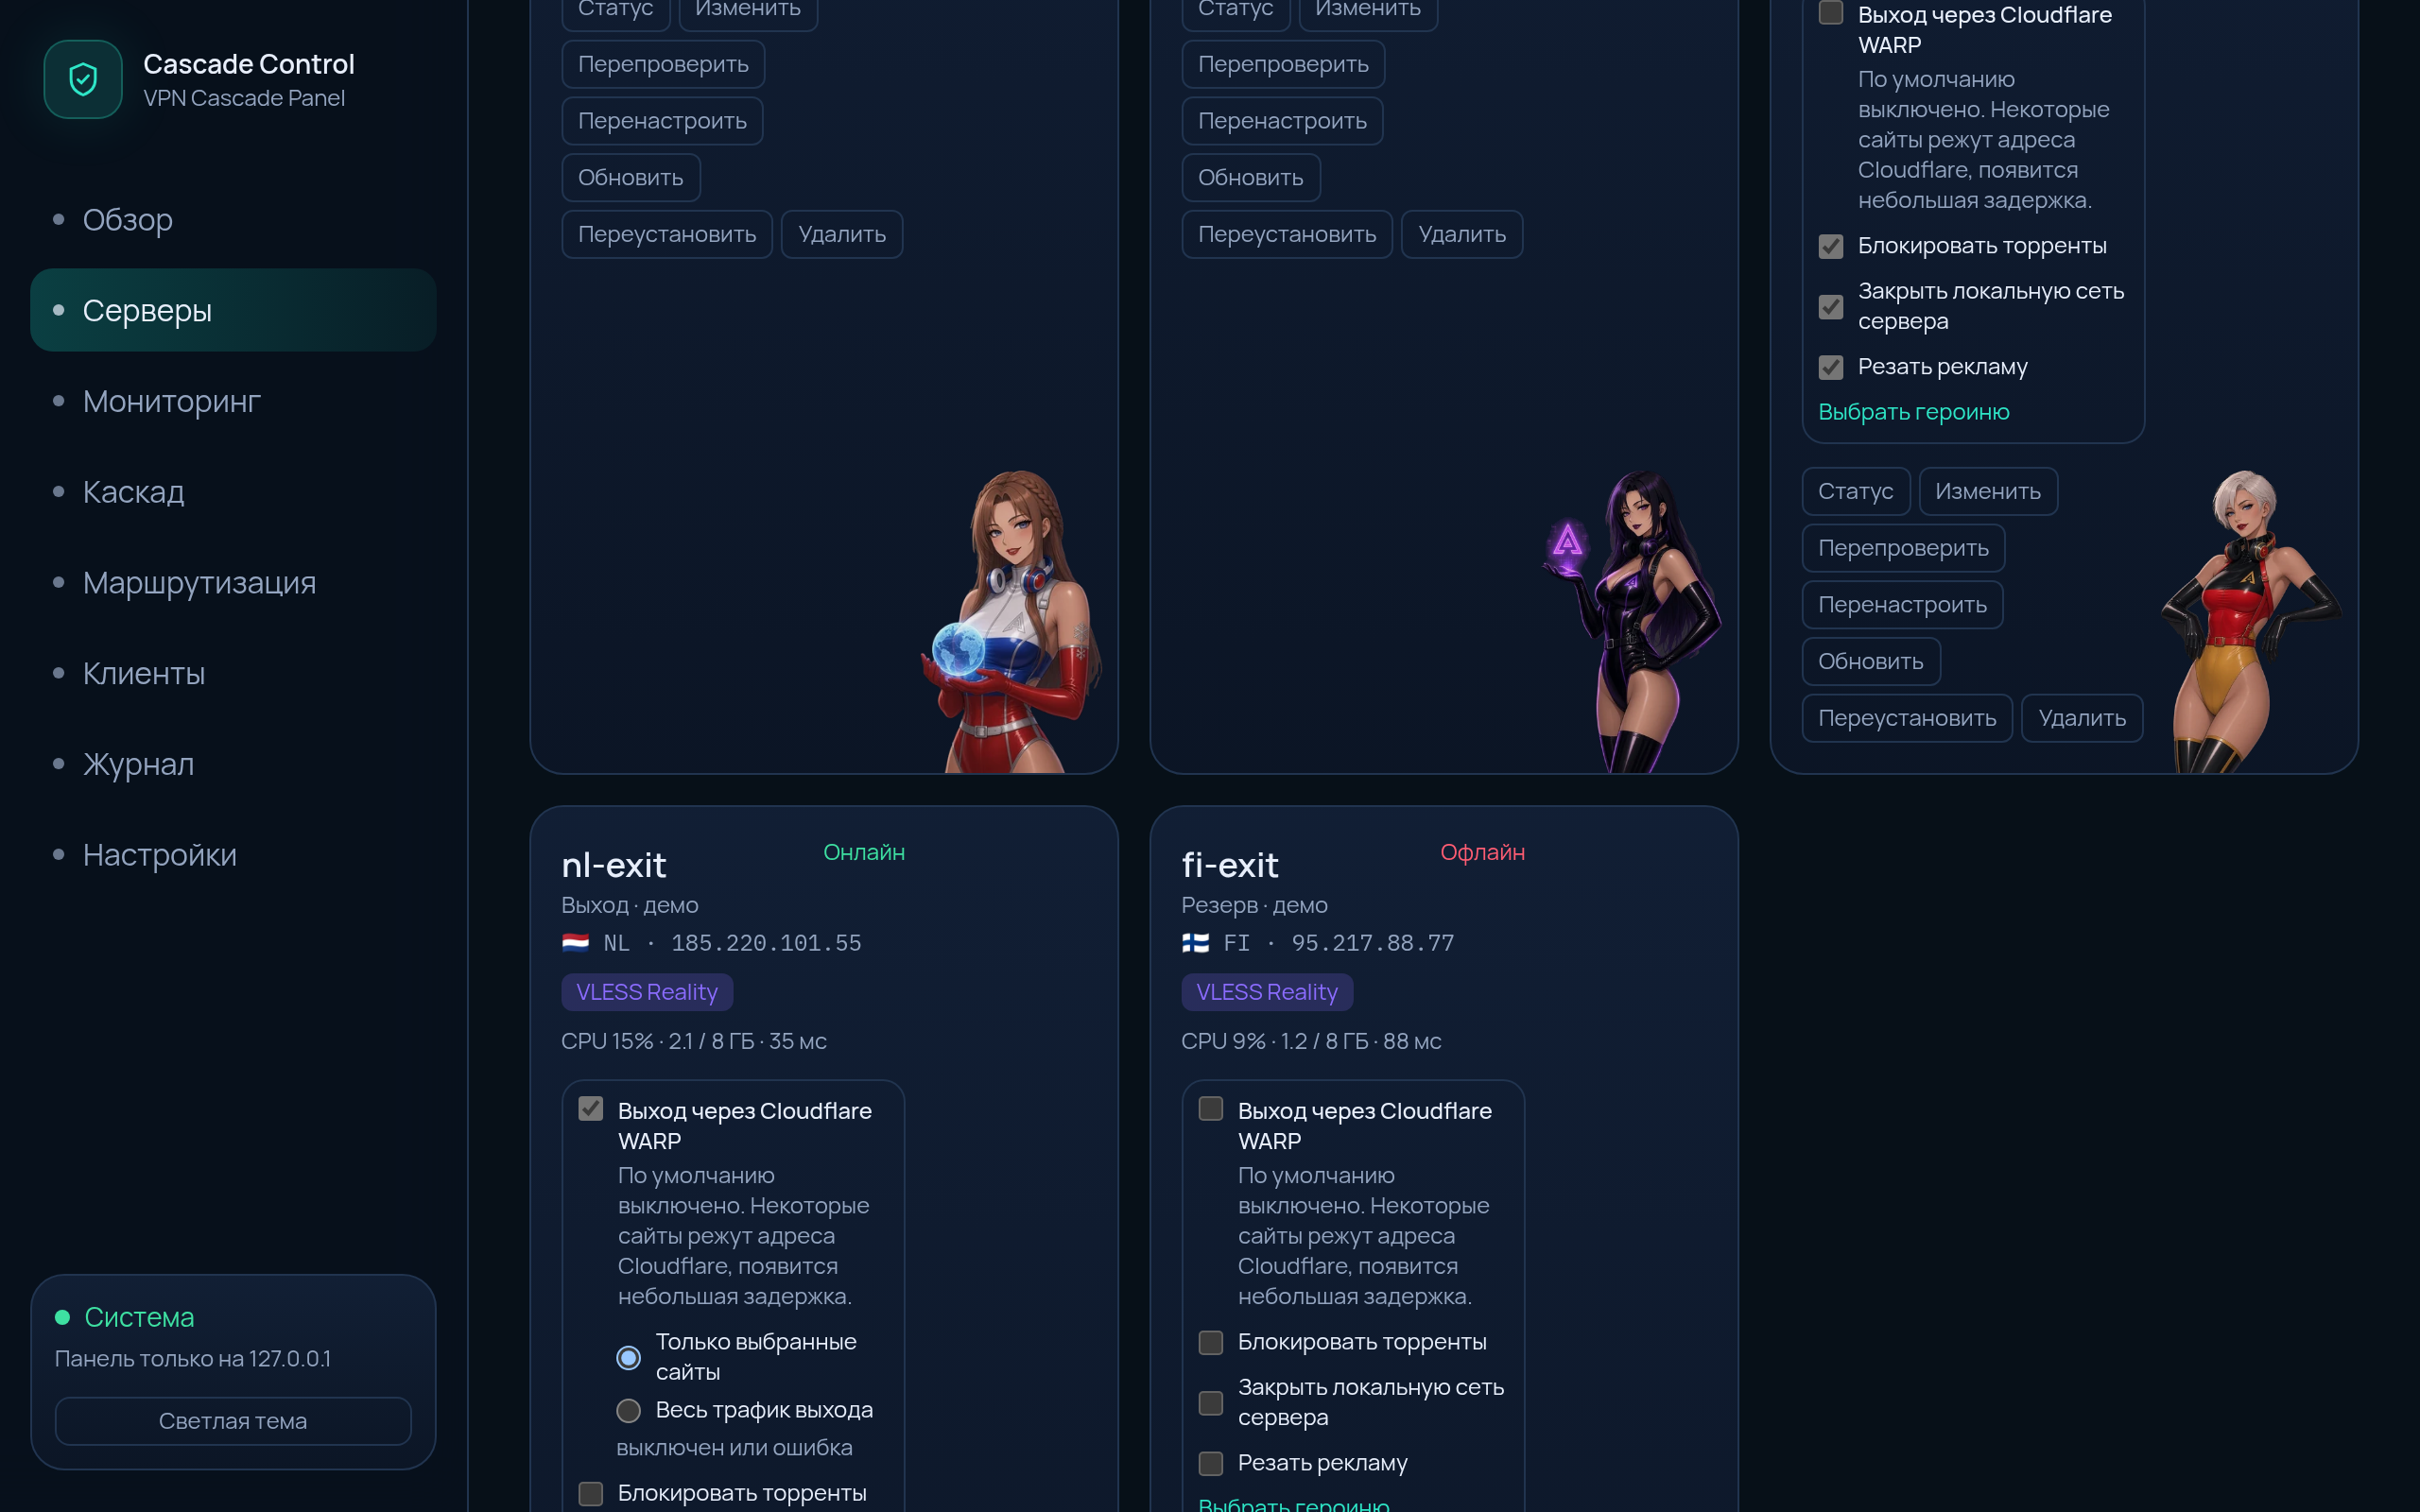 Cascade Control
VPN Cascade Panel
Обзор
Серверы
Мониторинг
Каскад
Маршрутизация
Клиенты
Журнал
Настройки
Система
Панель только на 127.0.0.1
Светлая тема
Статус Изменить
Перепроверить
Перенастроить
Обновить
Переустановить Удалить
Статус Изменить
Перепроверить
Перенастроить
Обновить
Переустановить Удалить
Выход через Cloudflare
WARP
По умолчанию
выключено. Некоторые
сайты режут адреса
Cloudflare, появится
небольшая задержка.
Блокировать торренты
Закрыть локальную сеть
сервера
Резать рекламу
Выбрать героиню
Статус Изменить
Перепроверить
Перенастроить
Обновить
Переустановить Удалить
nl-exit Онлайн
Выход · демо
NL · 185.220.101.55
VLESS Reality
CPU 15% · 2.1 / 8 ГБ · 35 мс
Выход через Cloudflare
WARP
По умолчанию
выключено. Некоторые
сайты режут адреса
Cloudflare, появится
небольшая задержка.
Только выбранные
сайты
Весь трафик выхода
выключен или ошибка
Блокировать торренты
fi-exit Офлайн
Резерв · демо
FI · 95.217.88.77
VLESS Reality
CPU 9% · 1.2 / 8 ГБ · 88 мс
Выход через Cloudflare
WARP
По умолчанию
выключено. Некоторые
сайты режут адреса
Cloudflare, появится
небольшая задержка.
Блокировать торренты
Закрыть локальную сеть
сервера
Резать рекламу
Выбрать героиню